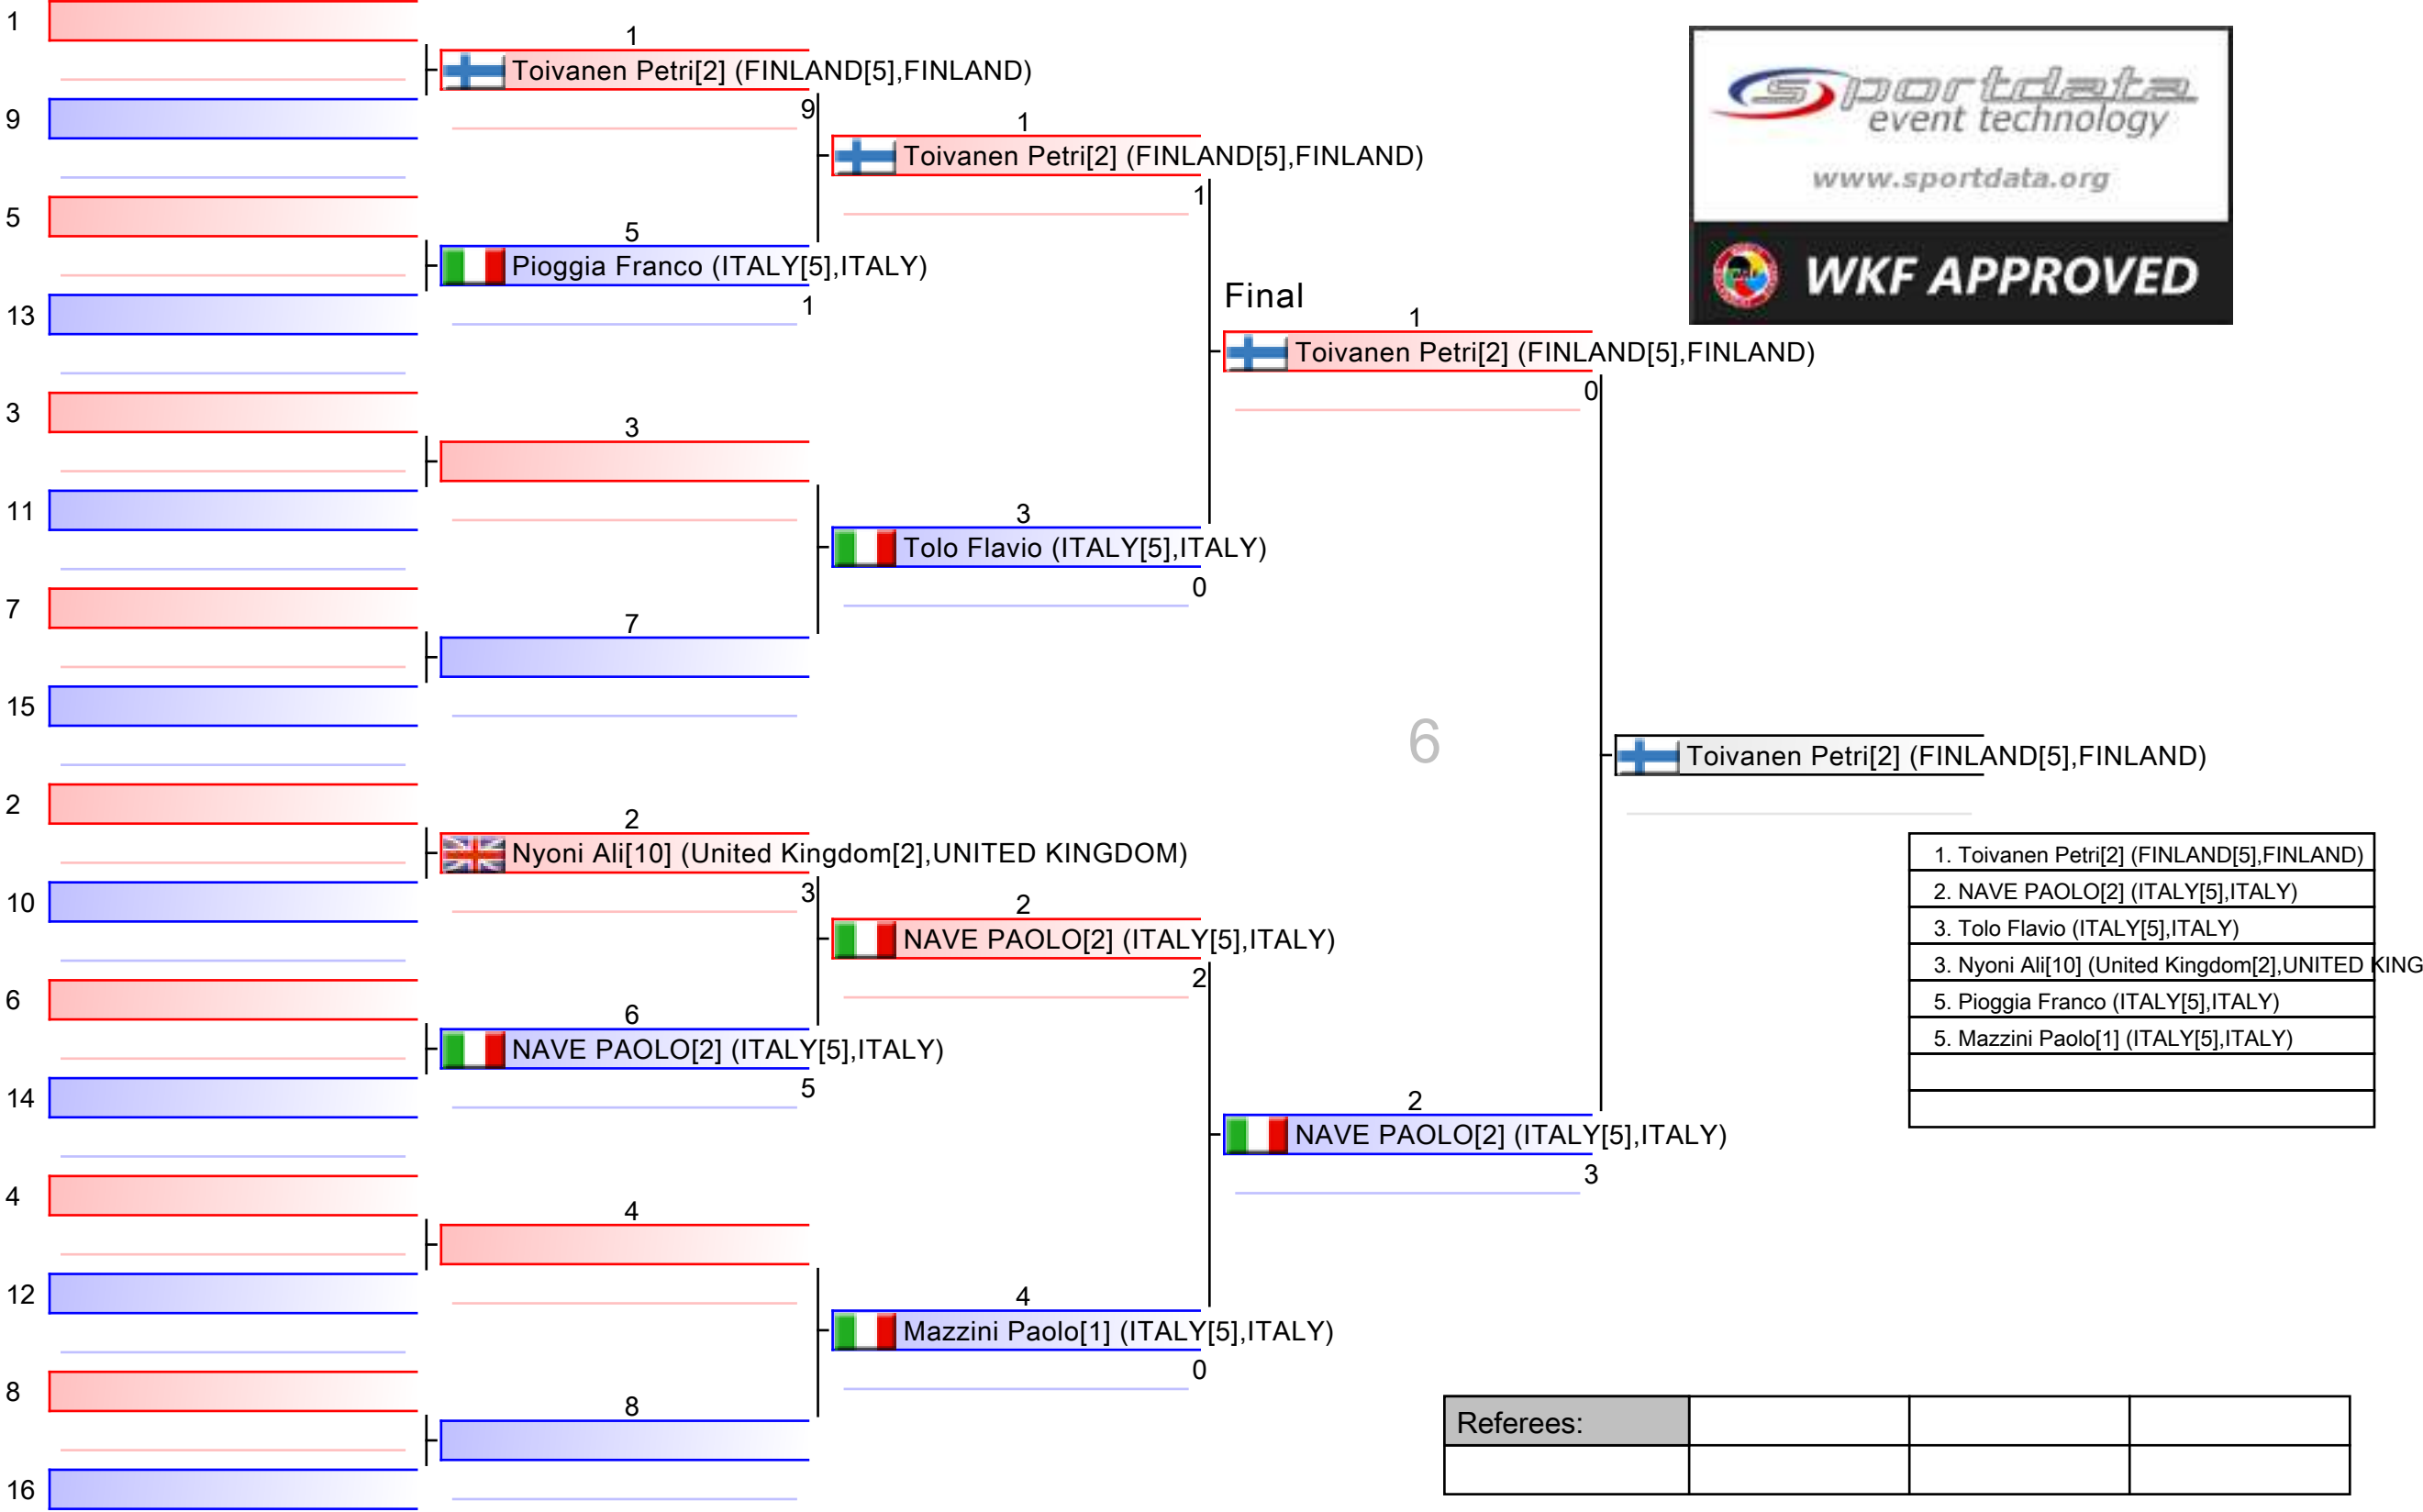 1
9
5
13
3
11
7
15
2
10
6
14
4
12
8
16
1
Toivanen Petri[2] (FINLAND[5],FINLAND)
9
5
Pioggia Franco (ITALY[5],ITALY)
1
3
7
2
Nyoni Ali[10] (United Kingdom[2],UNITED KINGDOM)
3
6
NAVE PAOLO[2] (ITALY[5],ITALY)
5
4
8
1
Toivanen Petri[2] (FINLAND[5],FINLAND)
1
3
Tolo Flavio (ITALY[5],ITALY)
0
2
NAVE PAOLO[2] (ITALY[5],ITALY)
2
4
Mazzini Paolo[1] (ITALY[5],ITALY)
0
Final
1
Toivanen Petri[2] (FINLAND[5],FINLAND)
0
6
2
NAVE PAOLO[2] (ITALY[5],ITALY)
3
Toivanen Petri[2] (FINLAND[5],FINLAND)
sportdata
event technology
www.sportdata.org
WKF APPROVED
1. Toivanen Petri[2] (FINLAND[5],FINLAND)
2. NAVE PAOLO[2] (ITALY[5],ITALY)
3. Tolo Flavio (ITALY[5],ITALY)
3. Nyoni Ali[10] (United Kingdom[2],UNITED KING
5. Pioggia Franco (ITALY[5],ITALY)
5. Mazzini Paolo[1] (ITALY[5],ITALY)
Referees: